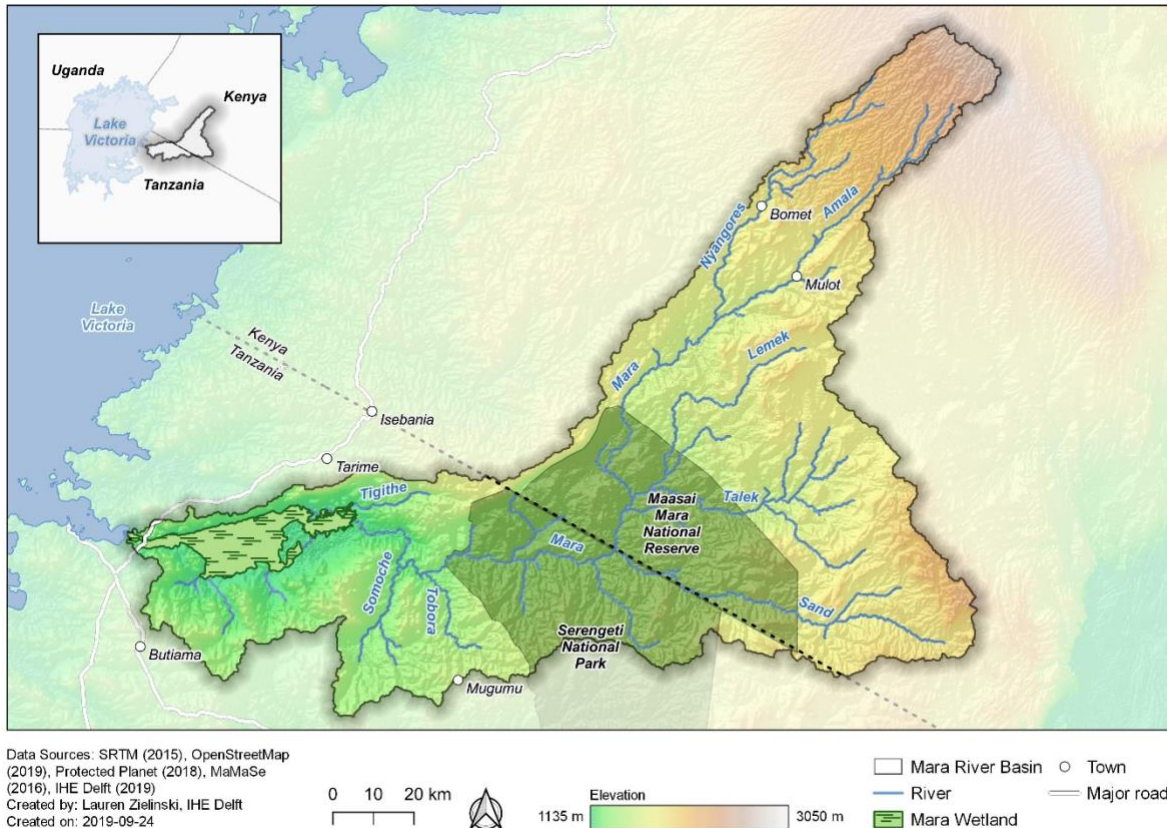 Uganda
Kenya
Lake
Victoria
Tanzania
Nyangores
Bomet
Amala
Mulot
Lake
Victoria
Kenya
Tanzania
Mara
Lemek
Isebania
Tarime
Tigithe
Maasai
Mara
National
Reserve
Talek
Mara
Somoche
Tobora
Sand
Serengeti
National
Park
Butiama
Mugumu
Data Sources: SRTM (2015), OpenStreetMap
(2019), Protected Planet (2018), MaMaSe
(2016), IHE Delft (2019)
Created by: Lauren Zielinski, IHE Delft
Created on: 2019-09-24
0 10 20 km
Elevation
1135 m 3050 m
Mara River Basin
Town
River
Major road
Mara Wetland